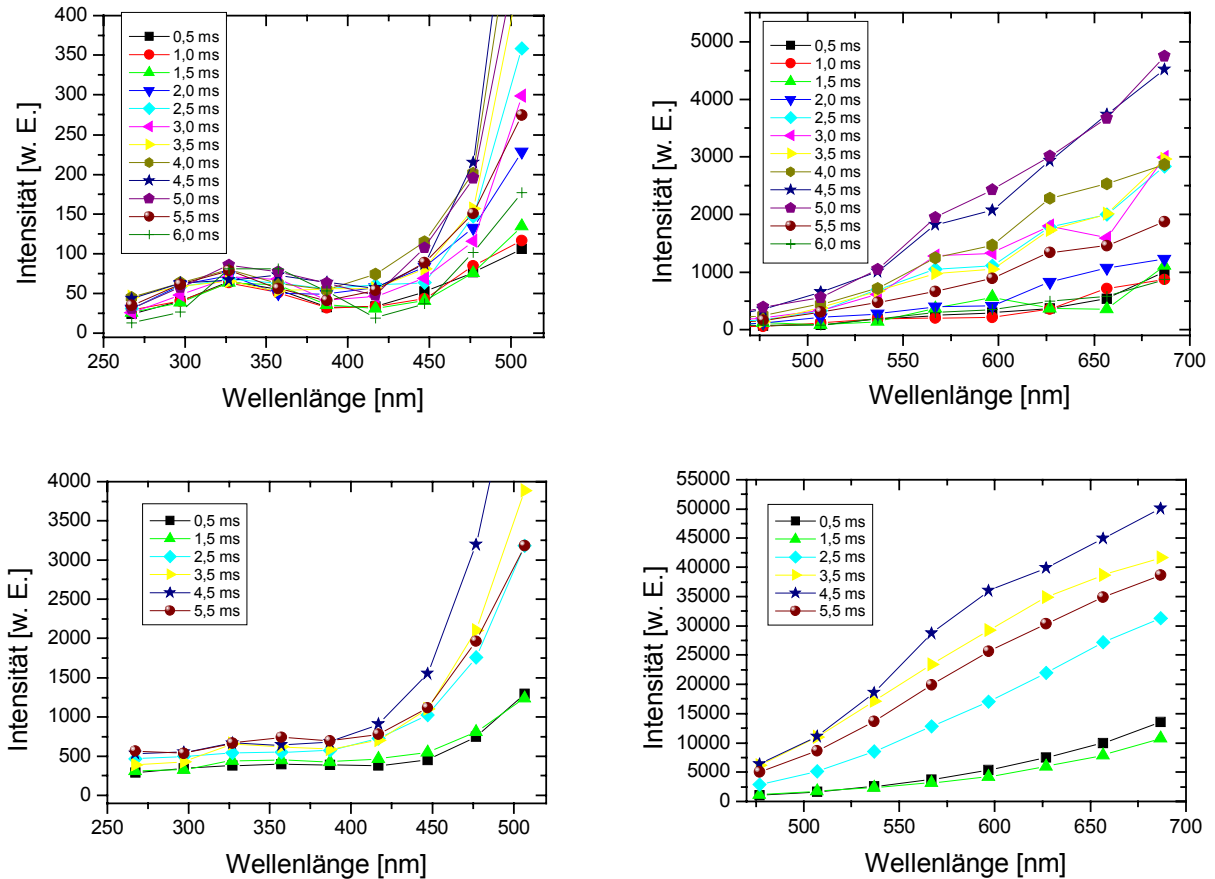 400
350
300
250
200
150
100
50
0
Intensität [w. E.]
0,5 ms
1,0 ms
1,5 ms
2,0 ms
2,5 ms
3,0 ms
3,5 ms
4,0 ms
4,5 ms
5,0 ms
5,5 ms
6,0 ms
250 300 350 400 450 500
Wellenlänge [nm]
5000
4000
3000
2000
1000
0
Intensität [w. E.]
0,5 ms
1,0 ms
1,5 ms
2,0 ms
2,5 ms
3,0 ms
3,5 ms
4,0 ms
4,5 ms
5,0 ms
5,5 ms
6,0 ms
500 550 600 650 700
Wellenlänge [nm]
4000
3500
3000
2500
2000
1500
1000
500
0
Intensität [w. E.]
0,5 ms
1,5 ms
2,5 ms
3,5 ms
4,5 ms
5,5 ms
250 300 350 400 450 500
Wellenlänge [nm]
55000
50000
45000
40000
35000
30000
25000
20000
15000
10000
5000
0
Intensität [w. E.]
0,5 ms
1,5 ms
2,5 ms
3,5 ms
4,5 ms
5,5 ms
500 550 600 650 700
Wellenlänge [nm]